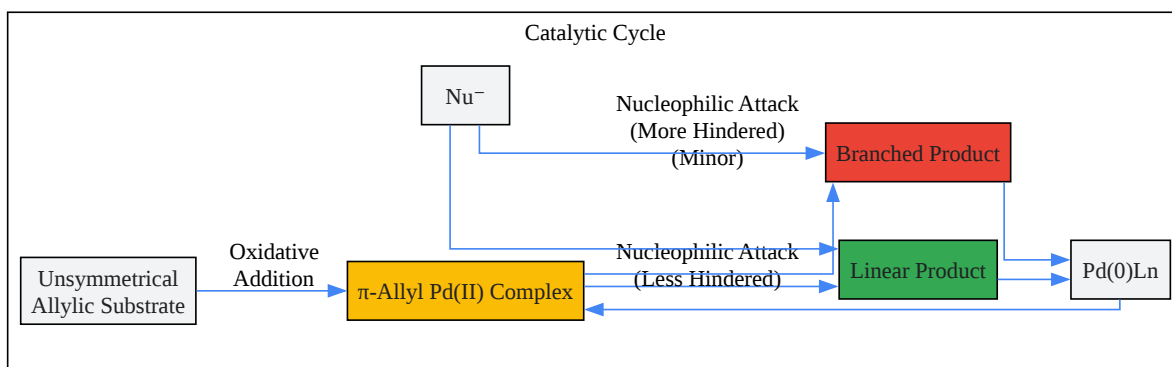 Catalytic Cycle
Nu⁻
Nucleophilic Attack
(More Hindered)
(Minor)
Branched Product
Oxidative
Addition
Nucleophilic Attack
(Less Hindered)
Unsymmetrical
Allylic Substrate
π-Allyl Pd(II) Complex
Linear Product
Pd(0)Ln